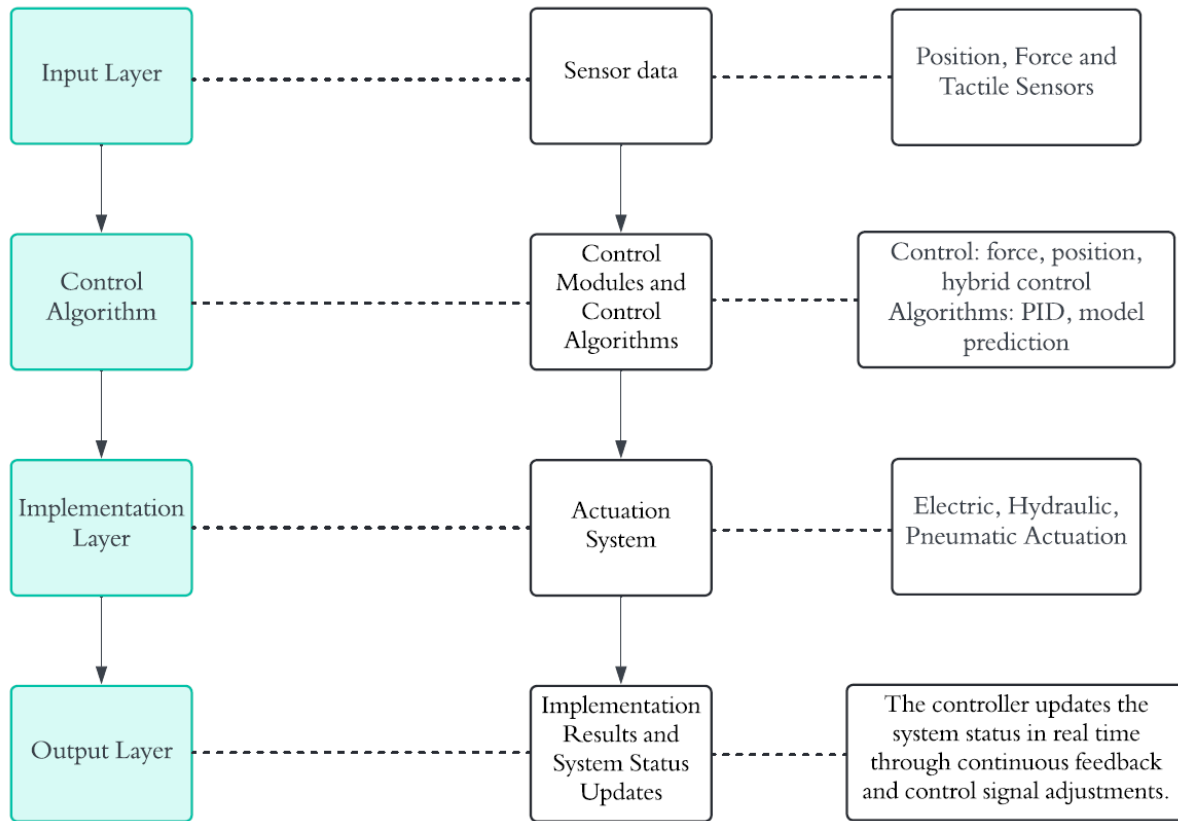 Input Layer
Sensor data
Position, Force and
Tactile Sensors
Control
Algorithm
Control
Modules and
Control
Algorithms
Control: force, position,
hybrid control
Algorithms: PID, model
prediction
Implementation
Layer
Actuation
System
Electric, Hydraulic,
Pneumatic Actuation
Output Layer
Implementation
Results and
System Status
Updates
The controller updates the
system status in real time
through continuous feedback
and control signal adjustments.